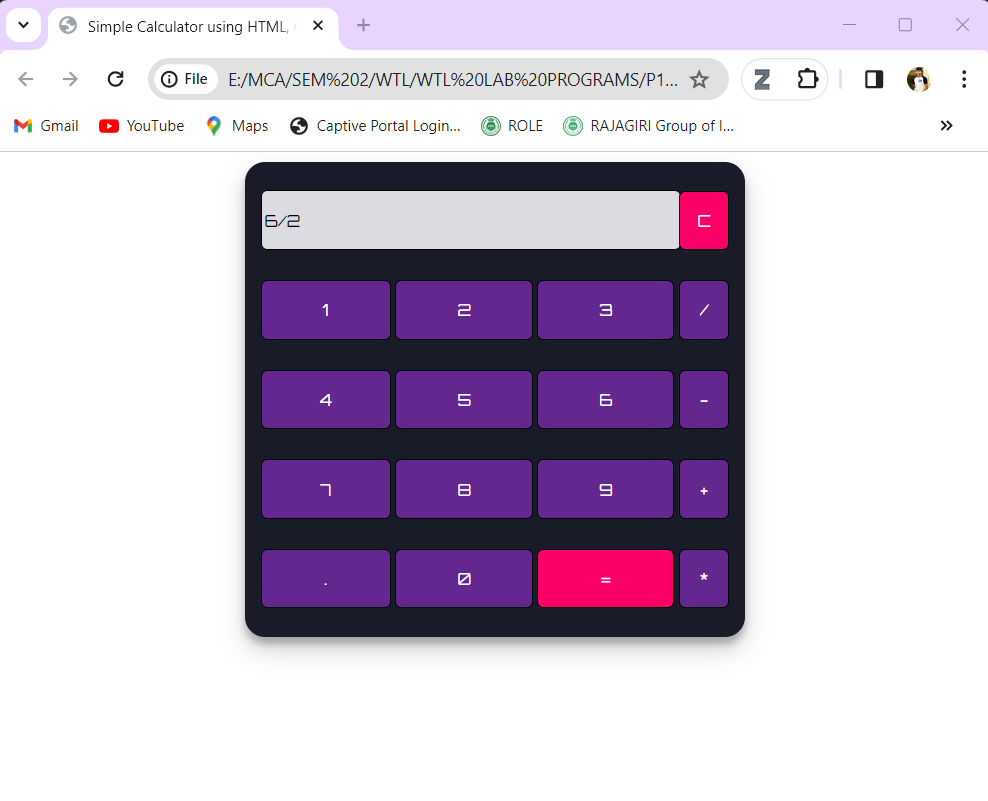 Simple Calculator using HTML,
File E:/MCA/SEM%202/WTL/WTL%20LAB%20PROGRAMS/P1...
Gmail YouTube Maps Captive Portal Login... ROLE RAJAGIRI Group of I...
6/2 C
1 2 3 /
4 5 6 -
7 8 9 +
. 0 = *